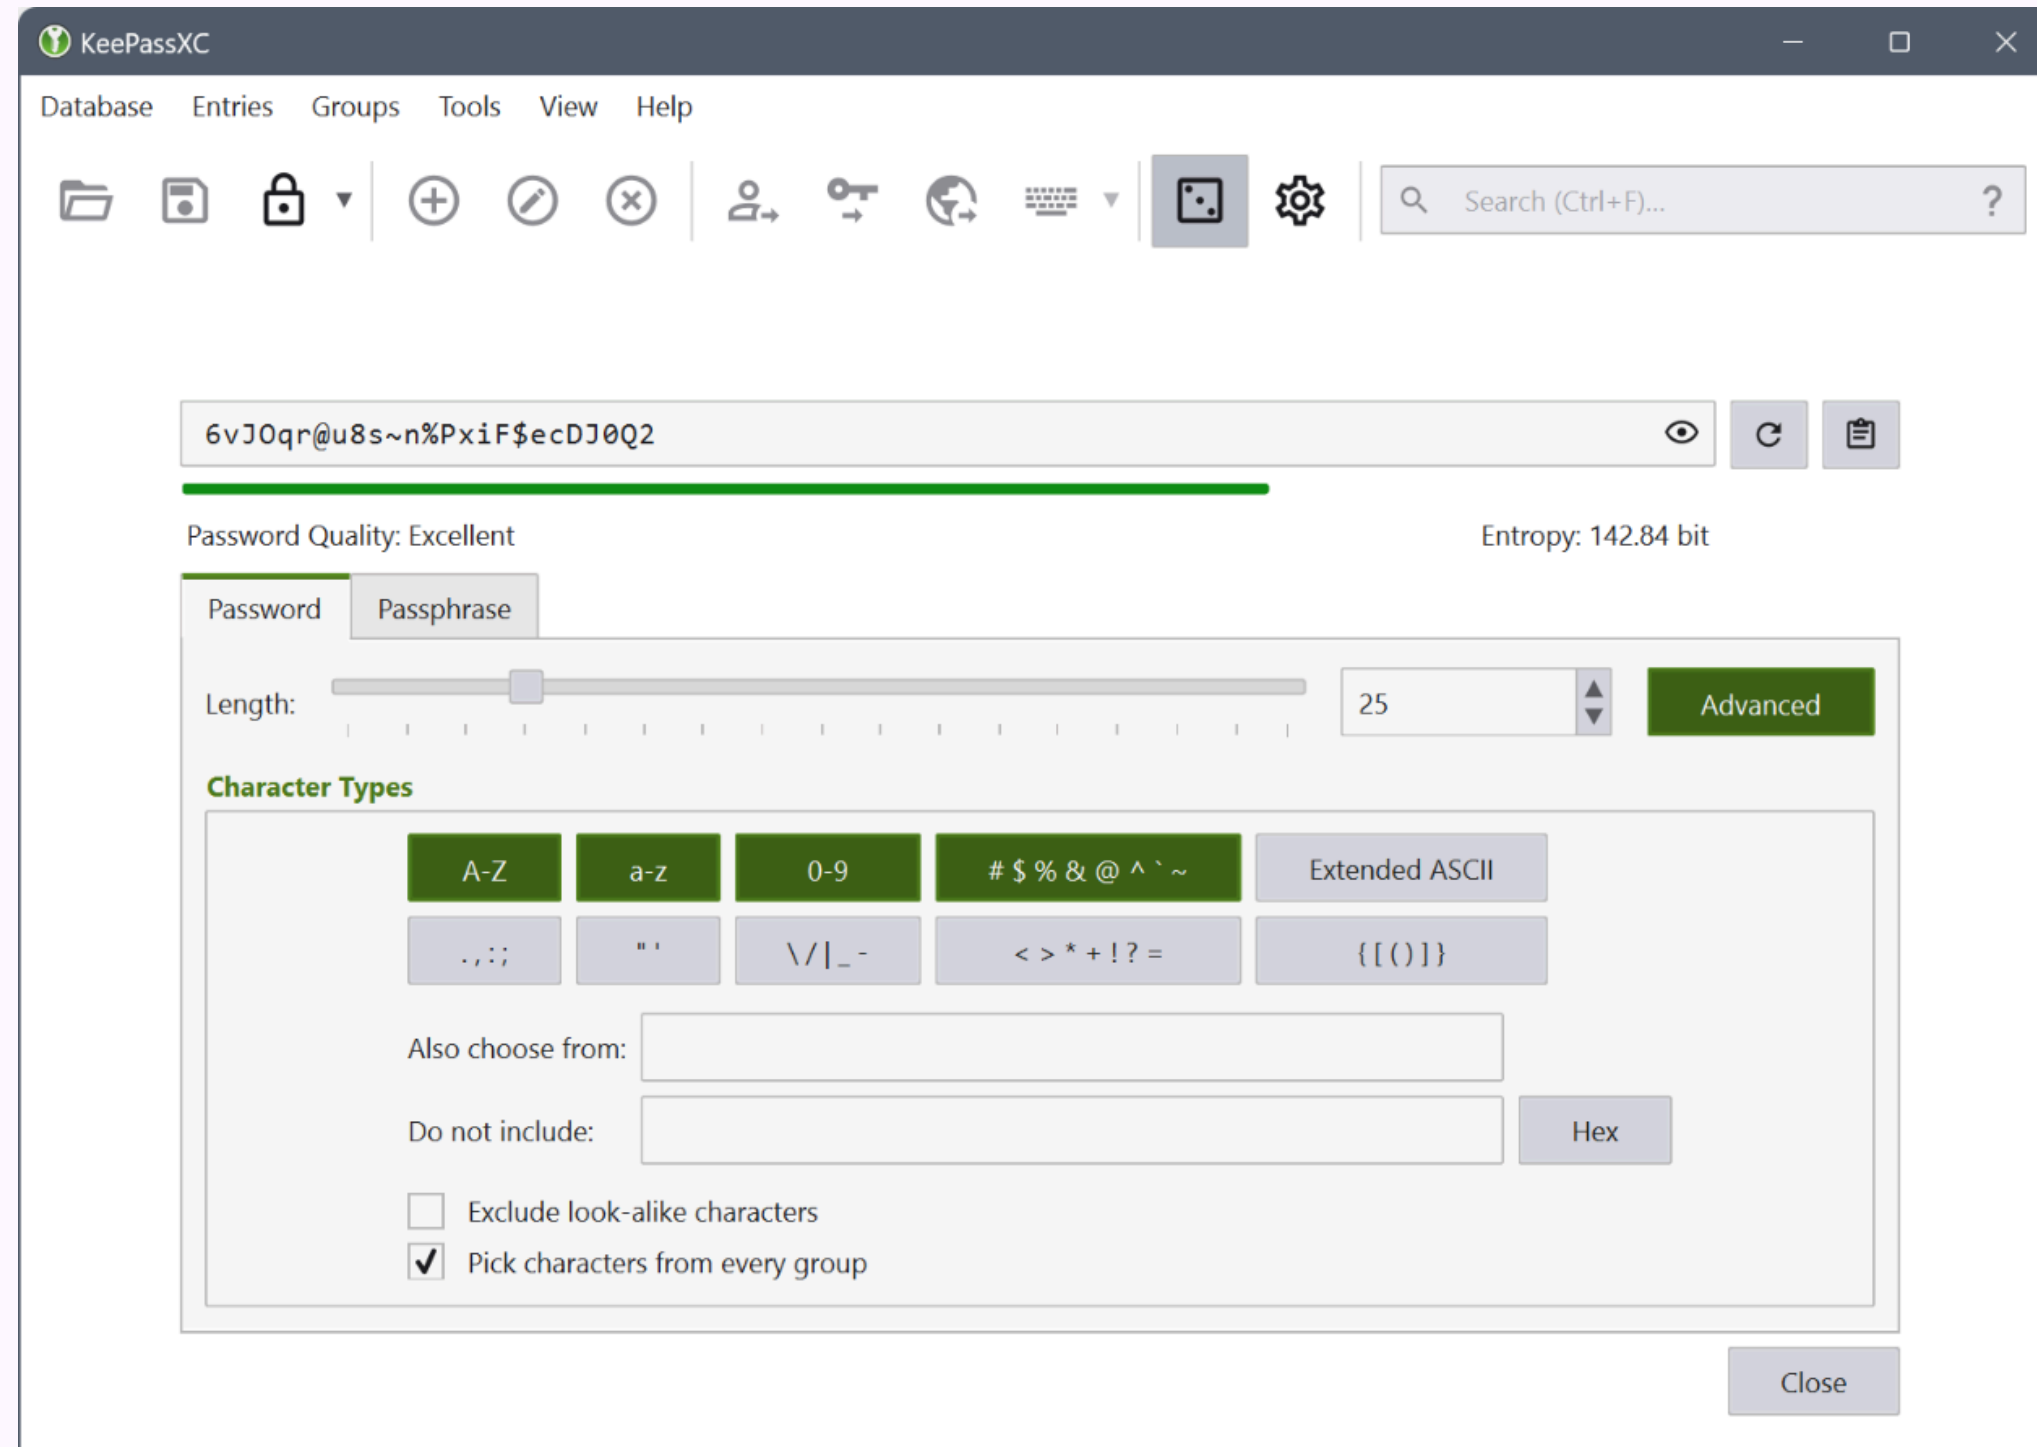 KeePassXC
Database Entries Groups Tools View Help
Search (Ctrl+F)... ?
6vJOqr@u8s~n%PxiF$ecDJ0Q2
Password Quality: Excellent Entropy: 142.84 bit
Password Passphrase
Length: 25 Advanced
Character Types
A-Z a-z 0-9 # $ % & @ ^ ` ~ Extended ASCII
. , : ; " ' \ / | _ - < > * + ! ? = { [ ( ) ] }
Also choose from:
Do not include: Hex
Exclude look-alike characters
Pick characters from every group
Close